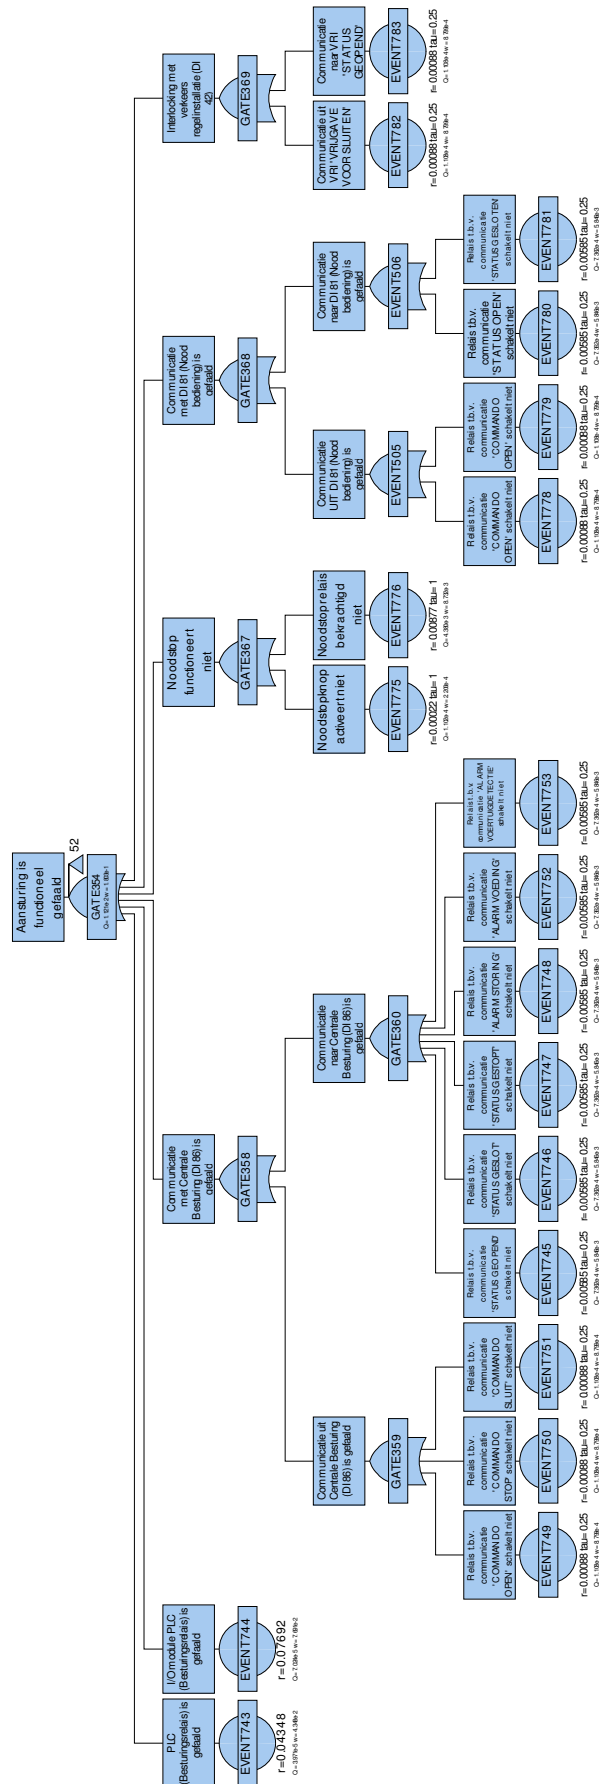 Aansturing is
functioneel
gefaald
GATE354
52
PLC
(Besturingsrelais) is
gefaald
EVENT743
r=0.04348
I/O module PLC
(Besturingsrelais) is
gefaald
EVENT744
r=0.07692
Communicatie
met Centrale
Besturing (DI 86) is
gefaald
GATE358
Communicatie uit
Centrale Besturing
(DI 86) is gefaald
GATE359
Relais t.b.v.
communicatie
'COMMANDO
OPEN' schakelt niet
EVENT749
r=0.00088 tau=0.25
Relais t.b.v.
communicatie
'COMMANDO
STOP schakelt niet
EVENT750
r=0.00088 tau=0.25
Relais t.b.v.
communicatie
'COMMANDO
SLUIT' schakelt niet
EVENT751
r=0.00088 tau=0.25
Communicatie
naar Centrale
Besturing (DI 86) is
gefaald
GATE360
Relais t.b.v.
communicatie
'STATUS GEOPEND'
schakelt niet
EVENT745
r=0.00585 tau=0.25
Relais t.b.v.
communicatie
'STATUS GESLOT'
schakelt niet
EVENT746
r=0.00585 tau=0.25
Relais t.b.v.
communicatie
'STATUS GESTOPT'
schakelt niet
EVENT747
r=0.00585 tau=0.25
Relais t.b.v.
communicatie
'ALARM STORING'
schakelt niet
EVENT748
r=0.00585 tau=0.25
Relais t.b.v.
communicatie
'ALARM VOEDING'
schakelt niet
EVENT752
r=0.00585 tau=0.25
Relais t.b.v.
communicatie 'ALARM
VOERTUIGDETECTIE'
schakelt niet
EVENT753
r=0.00585 tau=0.25
Noodstop
functioneert
niet
GATE367
Noodstopknop
activeert niet
EVENT775
r=0.00022 tau=1
Noodstop relais
bekrachtigd
niet
EVENT776
r=0.00877 tau=1
Communicatie
met DI 81 (Nood
bediening) is
gefaald
GATE368
Communicatie
UIT DI 81 (Nood
bediening) is
gefaald
EVENT505
Relais t.b.v.
communicatie
'COMMANDO
OPEN' schakelt niet
EVENT778
r=0.00088 tau=0.25
Relais t.b.v.
communicatie
'COMMANDO
OPEN' schakelt niet
EVENT779
r=0.00088 tau=0.25
Communicatie
naar DI 81 (Nood
bediening) is
gefaald
EVENT506
Relais t.b.v.
communicatie
'STATUS OPEN'
schakelt niet
EVENT780
r=0.00585 tau=0.25
Relais t.b.v.
communicatie
'STATUS GESLOTEN'
schakelt niet
EVENT781
r=0.00585 tau=0.25
Interlocking met
verkeers
regelinstallatie (DI
42)
GATE369
Communicatie uit
VRI 'VRIJGAVE
VOOR SLUITEN'
EVENT782
r=0.00088 tau=0.25
Communicatie
naar VRI
'STATUS
GEOPEND'
EVENT783
r=0.00088 tau=0.25